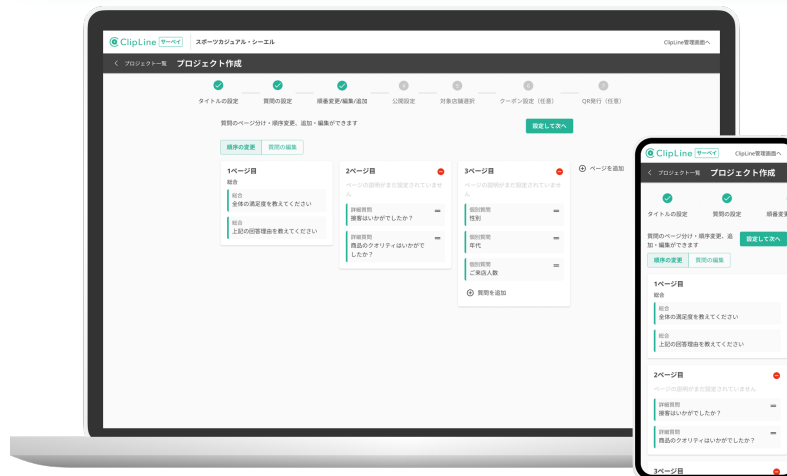 ClipLine サーベイ スポーツカジュアル・シーエル ClipLine管理画面へ
< プロジェクト一覧 プロジェクト作成
タイトルの設定 質問の設定 順番変更/編集/追加 公開設定 対象店舗選択 クーポン設定（任意） QR発行（任意）
質問のページ分け・順序変更、追加・編集ができます 設定して次へ
順序の変更 質問の編集
1ページ目
総合
総合
全体の満足度を教えてください
総合
上記の回答理由を教えてください
2ページ目
ページの説明がまだ設定されていませ
ん
詳細質問
接客はいかがでしたか？
詳細質問
商品のクオリティはいかがで
したか？
3ページ目
ページの説明がまだ設定されていませ
ん
個別質問
性別
個別質問
年代
個別質問
ご来店人数
質問を追加
ページを追加
ClipLine サーベイ ClipLine管理画面へ
< プロジェクト一覧 プロジェクト作成
タイトルの設定 質問の設定 順番変更
質問のページ分け・順序変更、追
加・編集ができます
設定して次へ
順序の変更 質問の編集
1ページ目
総合
総合
全体の満足度を教えてください
総合
上記の回答理由を教えてください
2ページ目
ページの説明がまだ設定されていません
詳細質問
接客はいかがでしたか？
詳細質問
商品のクオリティはいかがでしたか？
3ページ目